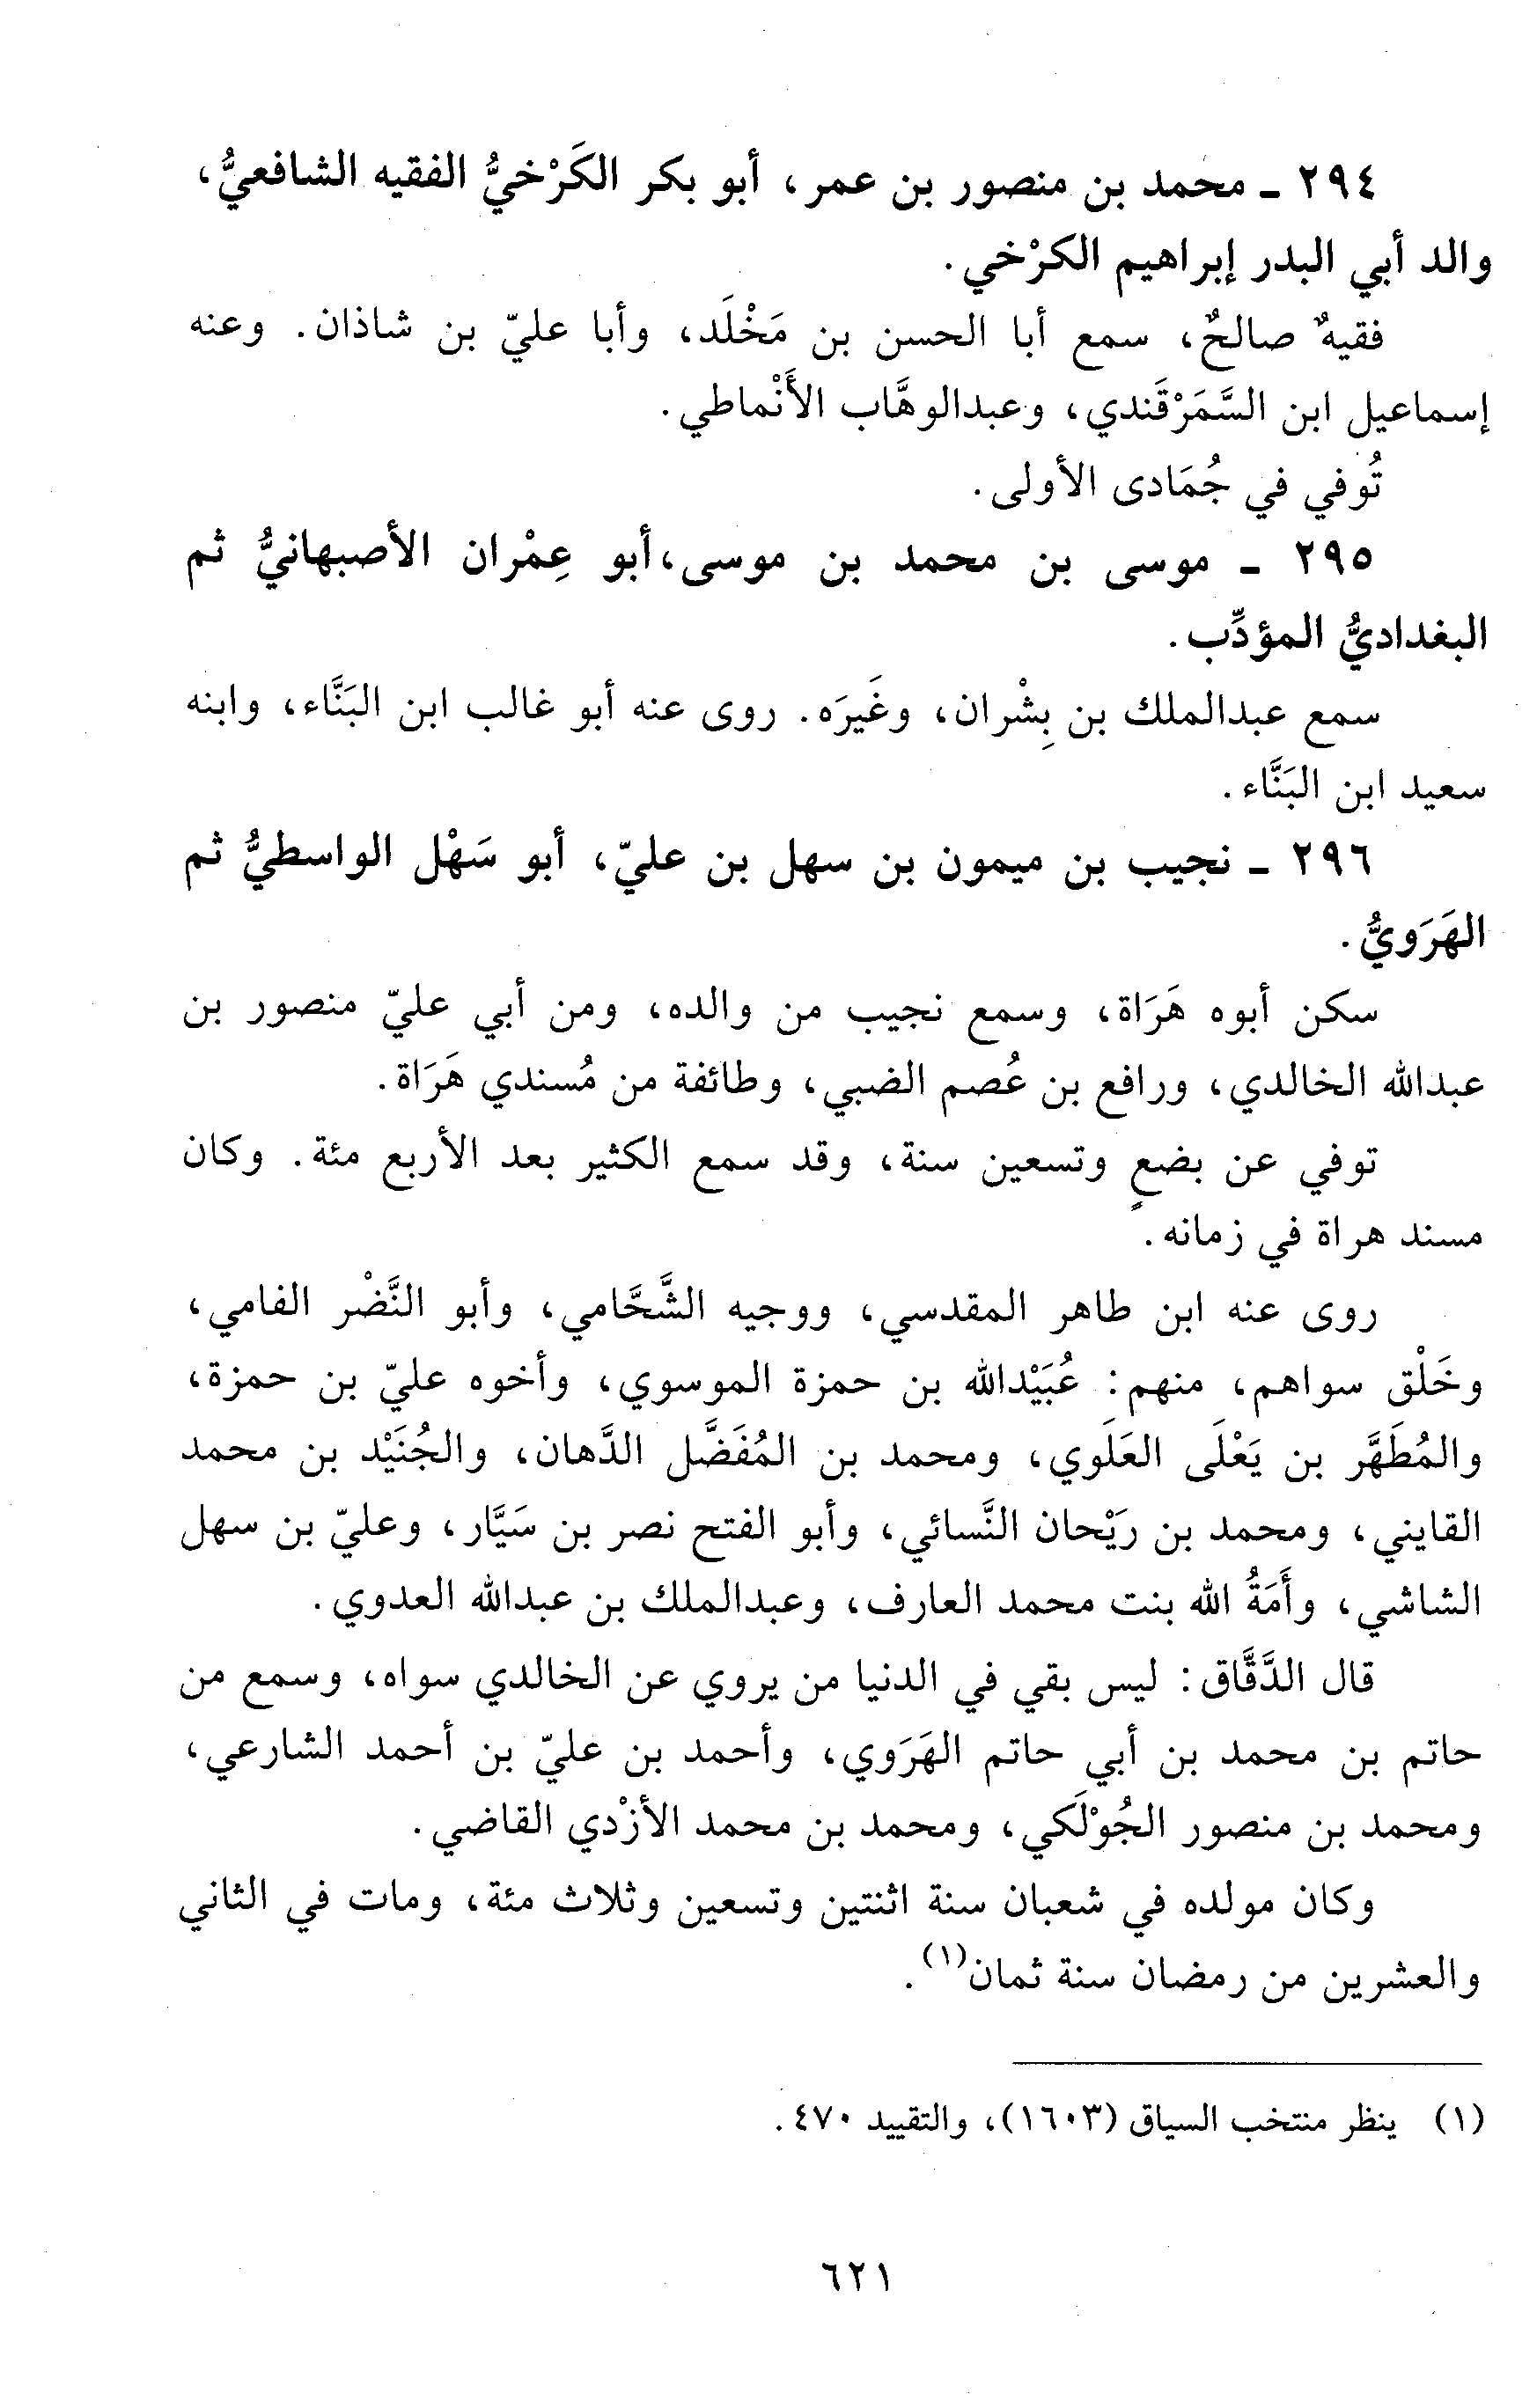 ٢٩٤ ـ محمد بن منصور بن عمر، أبو بكر الكَرْخيُّ الفقيه الشافعيُّ،
والد أبي البدر إبراهيم الكرْخي.
فقيهٌ صالحٌ، سمع أبا الحسن بن مَخْلَد، وأبا عليّ بن شاذان. وعنه
إسماعيل ابن السَّمَرْقَندي، وعبدالوهَّاب الأَنْماطي.
تُوفي في جُمَادى الأولى.
٢٩٥ ـ موسى بن محمد بن موسى،أبو عِمْران الأصبهانيُّ ثم
البغداديُّ المؤدِّب.
سمع عبدالملك بن بِشْران، وغَيرَه. روى عنه أبو غالب ابن البَنَّاء، وابنه
سعيد ابن البَنَّاء.
٢٩٦ ـ نجيب بن ميمون بن سهل بن عليّ، أبو سَهْل الواسطيُّ ثم
الهَرَويُّ.
سكن أبوه هَرَاة، وسمع نجيب من والده، ومن أبي عليّ منصور بن
عبدالله الخالدي، ورافع بن عُصم الضبي، وطائفة من مُسندي هَرَاة.
توفي عن بضعٍ وتسعين سنة، وقد سمع الكثير بعد الأربع مئة. وكان
مسند هراة في زمانه.
روى عنه ابن طاهر المقدسي، ووجيه الشَّحَّامي، وأبو النَّضْر الفامي،
وخَلْق سواهم، منهم: عُبَيْدالله بن حمزة الموسوي، وأخوه عليّ بن حمزة،
والمُطَهَّر بن يَعْلَى العَلَوي، ومحمد بن المُفَضَّل الدَّهان، والجُنَيْد بن محمد
القايني، ومحمد بن رَيْحان النَّسائي، وأبو الفتح نصر بن سَيَّار، وعليّ بن سهل
الشاشي، وأَمَةُ الله بنت محمد العارف، وعبدالملك بن عبدالله العدوي.
قال الدَّقَّاق: ليس بقي في الدنيا من يروي عن الخالدي سواه، وسمع من
حاتم بن محمد بن أبي حاتم الهَرَوي، وأحمد بن عليّ بن أحمد الشارعي،
ومحمد بن منصور الجُوْلَكي، ومحمد بن محمد الأزْدي القاضي.
وكان مولده في شعبان سنة اثنتين وتسعين وثلاث مئة، ومات في الثاني
والعشرين من رمضان سنة ثمان(١).
(١) ينظر منتخب السياق (١٦٠٣)، والتقييد ٤٧٠.
٦٢١